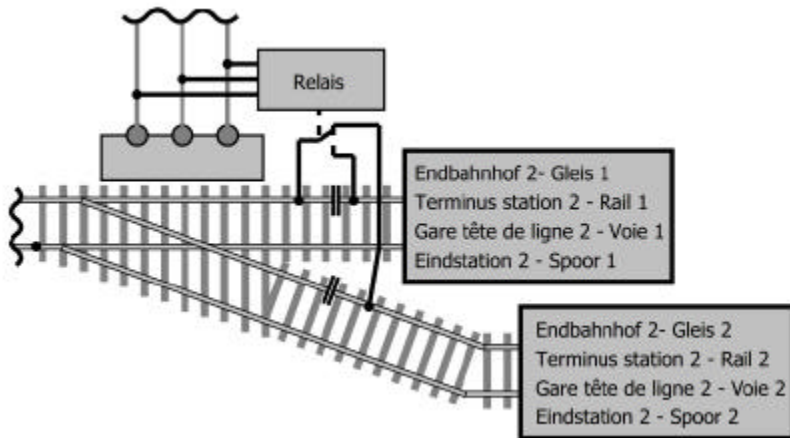 Relais
Endbahnhof 2- Gleis 1
Terminus station 2 - Rail 1
Gare tête de ligne 2 - Voie 1
Eindstation 2 - Spoor 1
Endbahnhof 2- Gleis 2
Terminus station 2 - Rail 2
Gare tête de ligne 2 - Voie 2
Eindstation 2 - Spoor 2